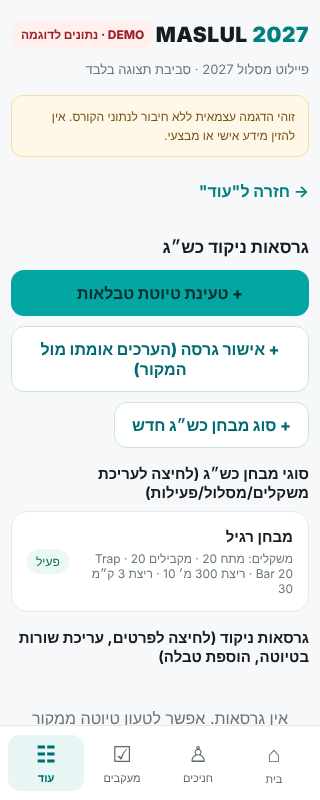 MASLUL 2027
DEMO · נתונים לדוגמה
פיילוט מסלול 2027 · סביבת תצוגה בלבד
זוהי הדגמה עצמאית ללא חיבור לנתוני הקורס. אין
להזין מידע אישי או מבצעי.
→ חזרה ל"עוד"
גרסאות ניקוד כש״ג
+ טעינת טיוטת טבלאות
+ אישור גרסה (הערכים אומתו מול
המקור)
+ סוג מבחן כש״ג חדש
סוגי מבחן כש״ג (לחיצה לעריכת
משקלים/מסלול/פעילות)
מבחן רגיל
משקלים: מתח 20 · מקבילים 20 · Trap
Bar 20 · ריצת 300 מ׳ 10 · ריצת 3 ק״מ
30
פעיל
גרסאות ניקוד (לחיצה לפרטים, עריכת שורות
בטיוטה, הוספת טבלה)
אין גרסאות. אפשר לטעון טיוטה ממקור
בית
חניכים
מעקבים
עוד